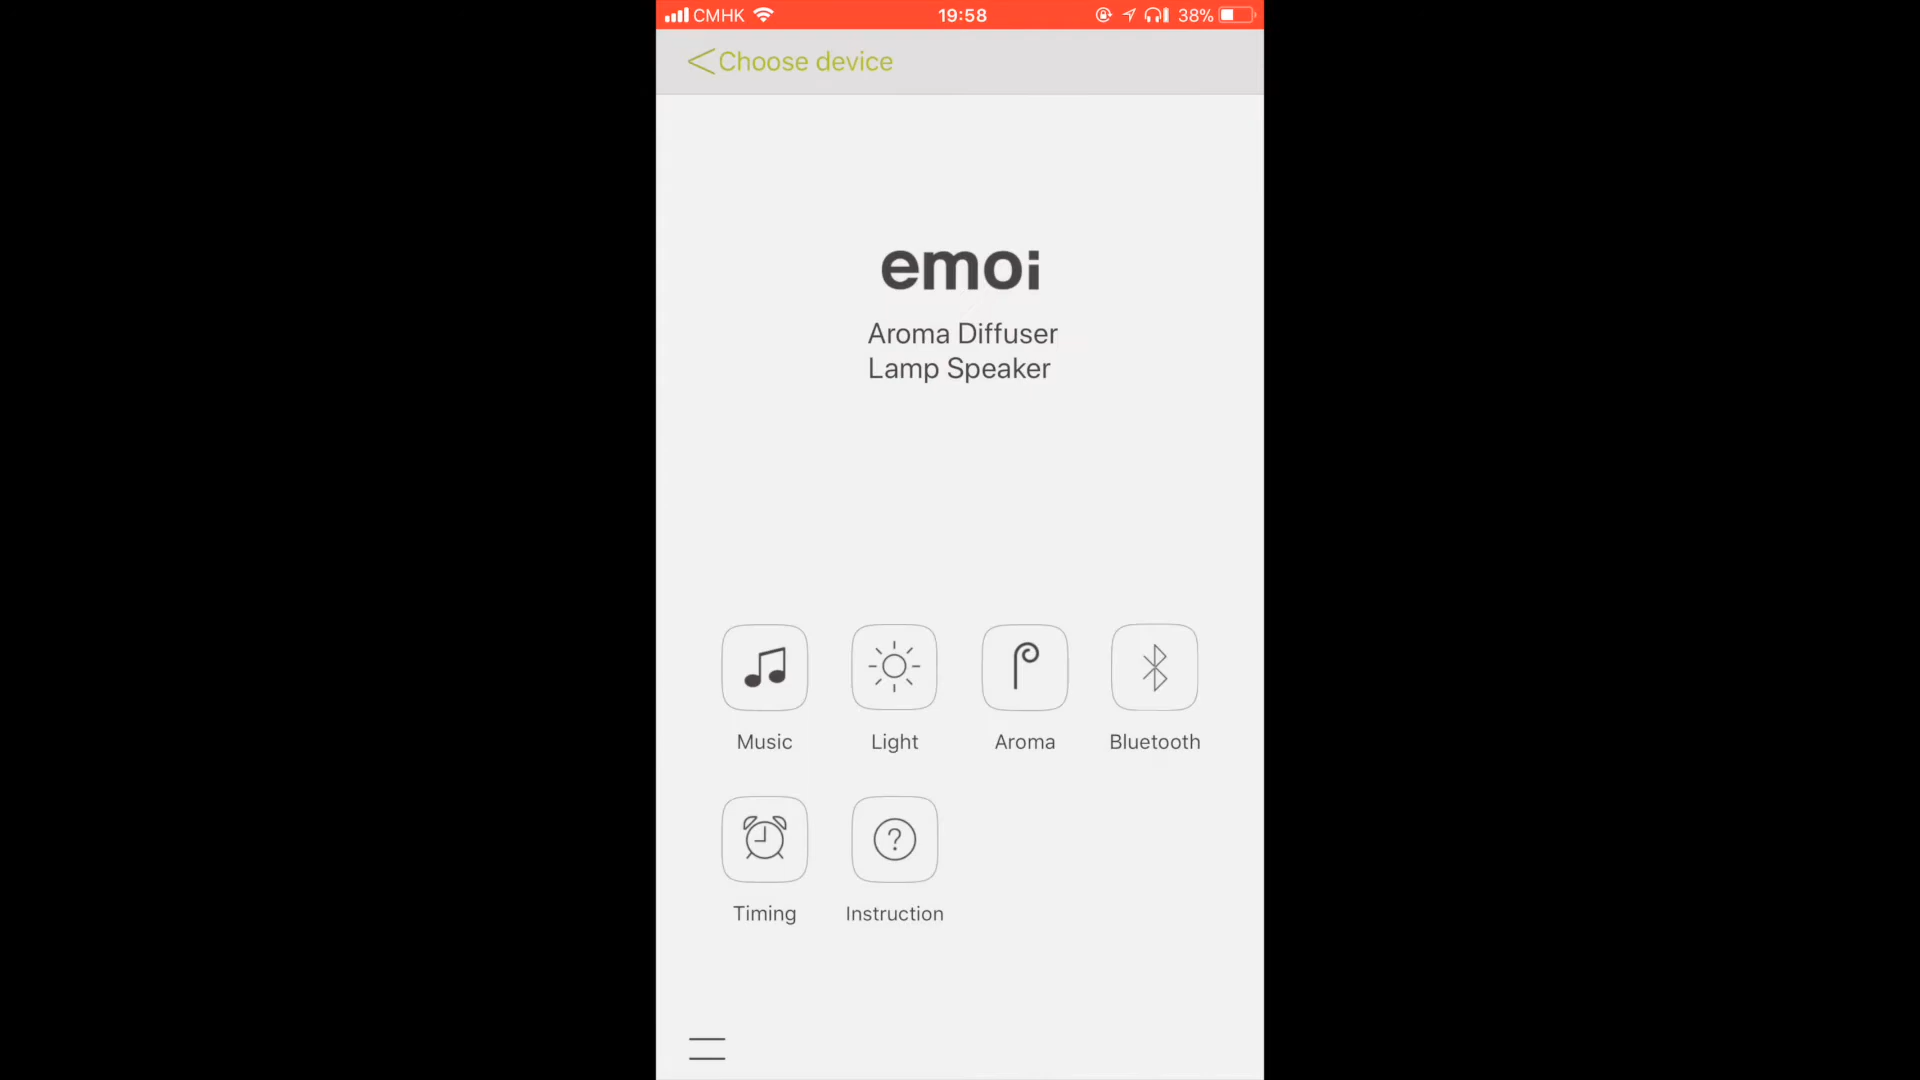 CMHK 19:58 38%
Choose device
emoi
Aroma Diffuser
Lamp Speaker
Music Light Aroma Bluetooth
Timing Instruction